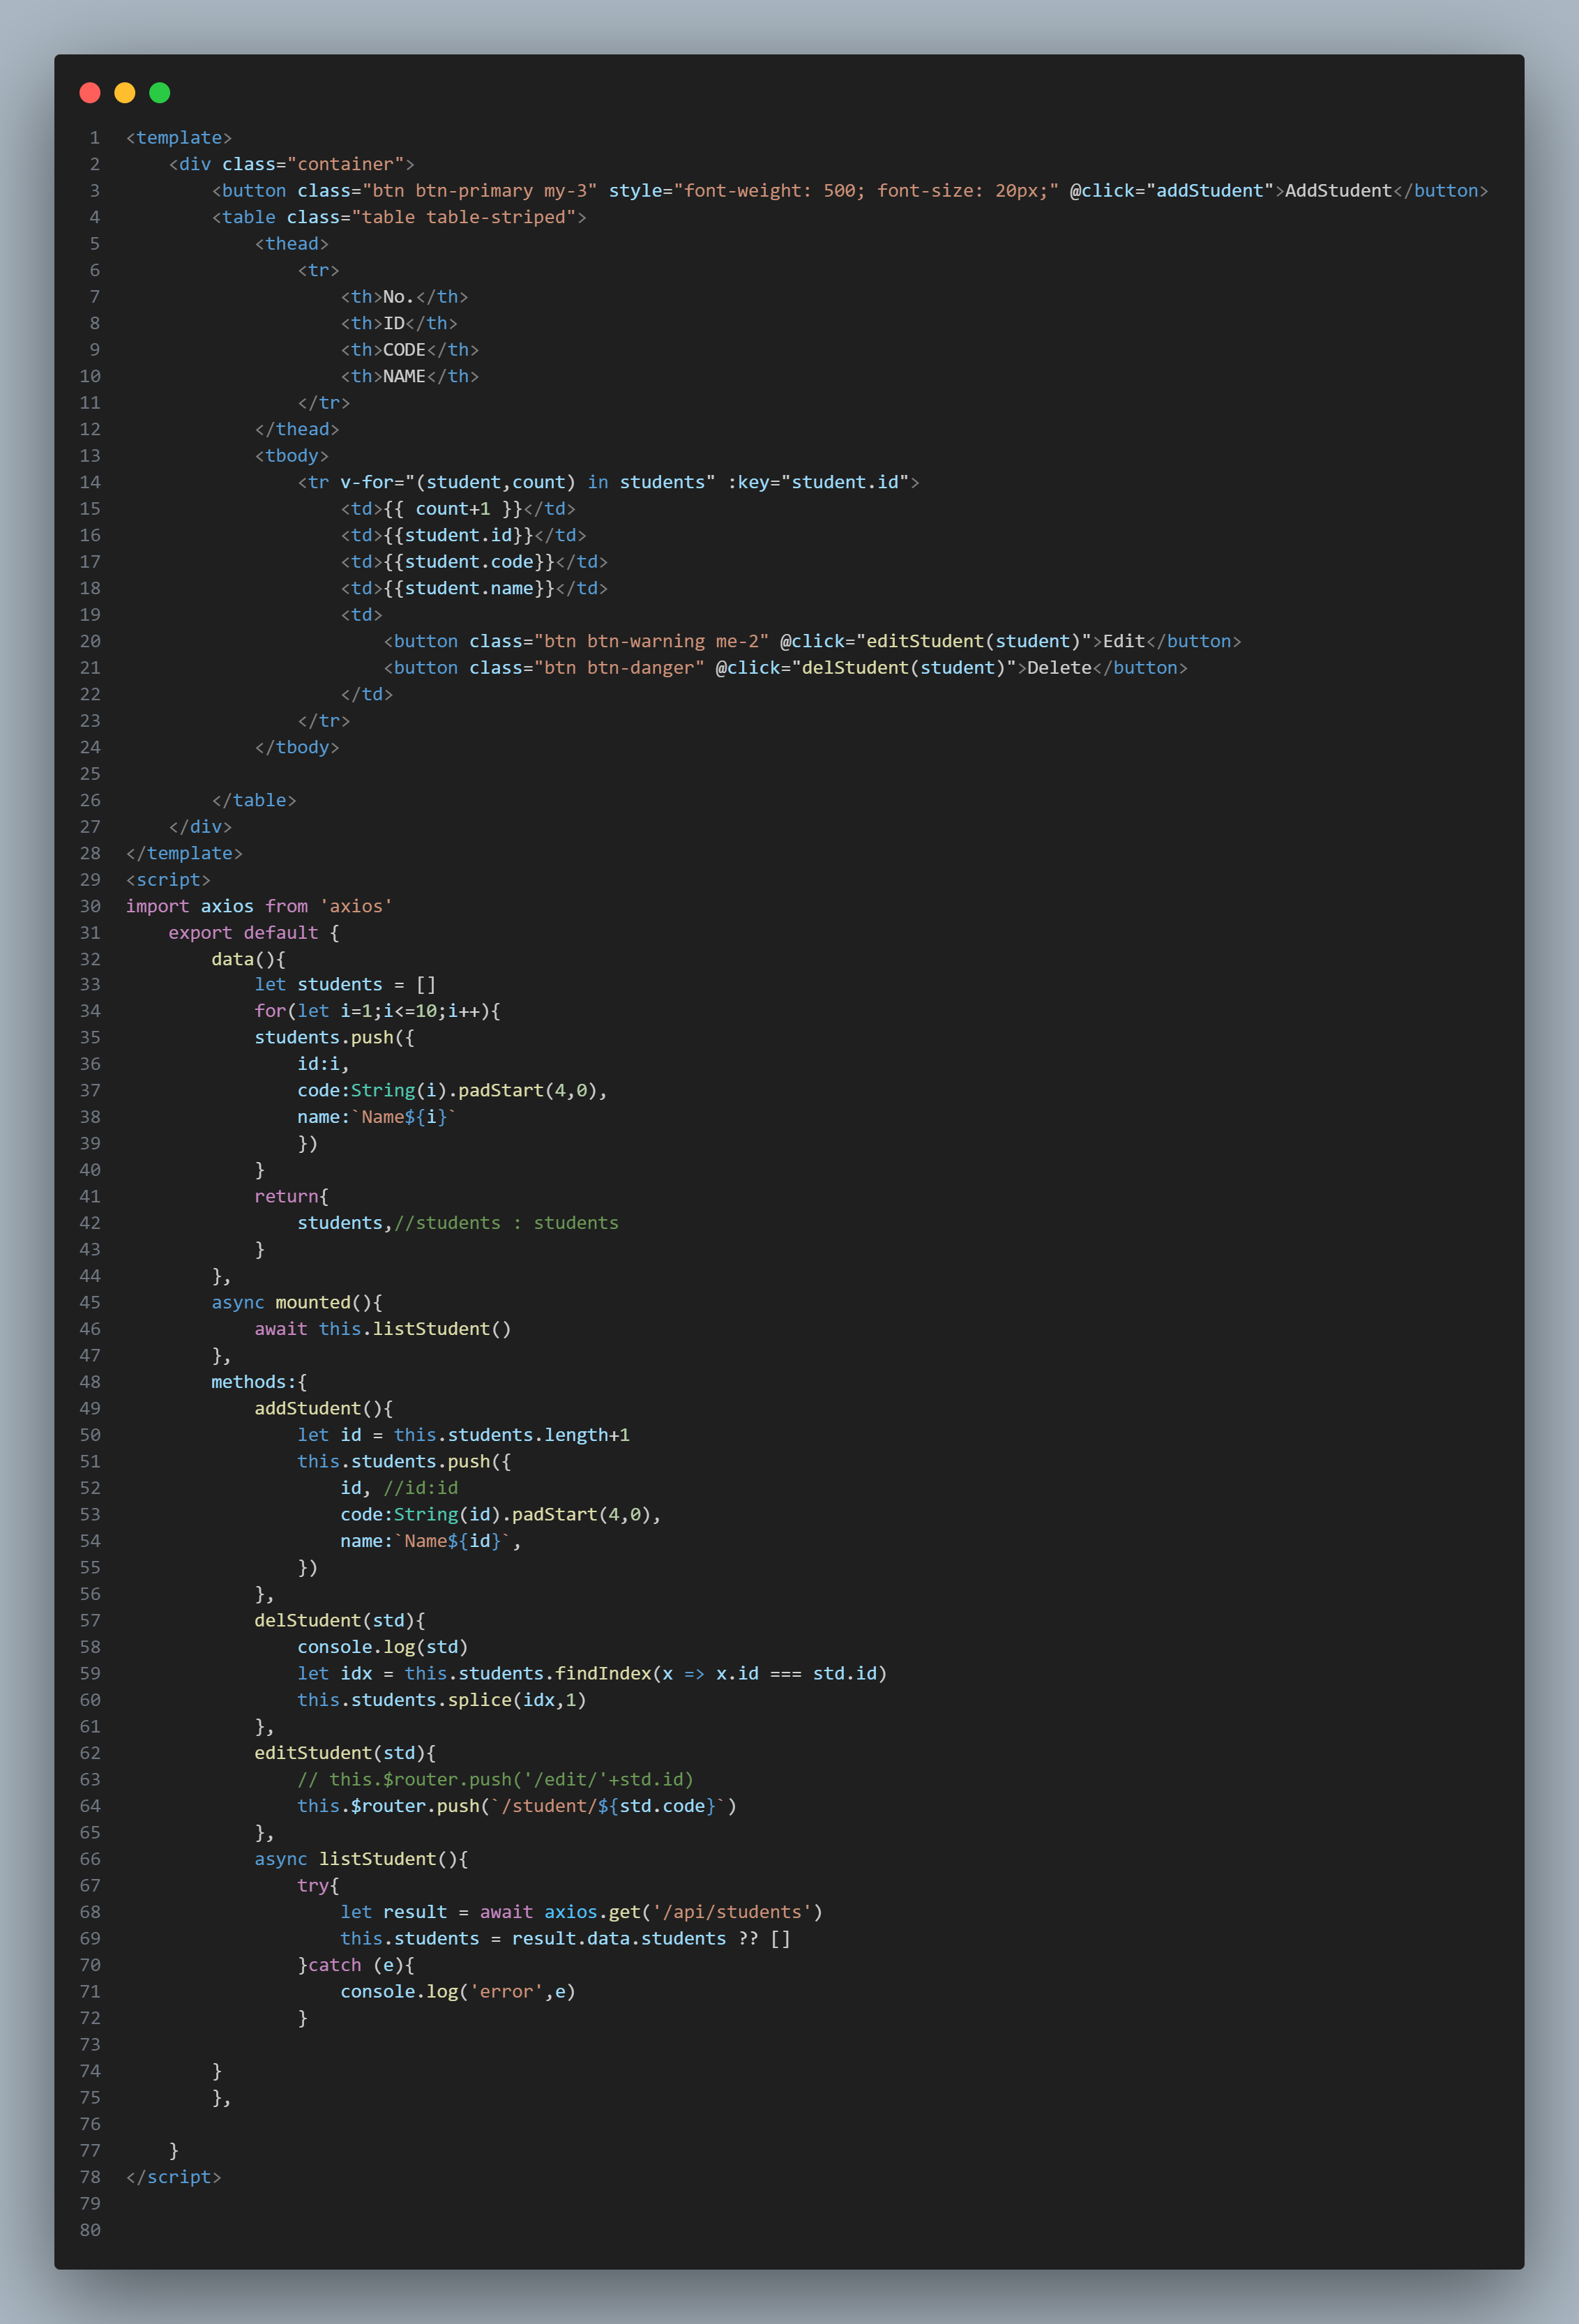 1 <template>
2     <div class="container">
3         <button class="btn btn-primary my-3" style="font-weight: 500; font-size: 20px;" @click="addStudent">AddStudent</button>
4         <table class="table table-striped">
5             <thead>
6                 <tr>
7                     <th>No.</th>
8                     <th>ID</th>
9                     <th>CODE</th>
10                     <th>NAME</th>
11                 </tr>
12             </thead>
13             <tbody>
14                 <tr v-for="(student,count) in students" :key="student.id">
15                     <td>{{ count+1 }}</td>
16                     <td>{{student.id}}</td>
17                     <td>{{student.code}}</td>
18                     <td>{{student.name}}</td>
19                     <td>
20                         <button class="btn btn-warning me-2" @click="editStudent(student)">Edit</button>
21                         <button class="btn btn-danger" @click="delStudent(student)">Delete</button>
22                     </td>
23                 </tr>
24             </tbody>
25
26         </table>
27     </div>
28 </template>
29 <script>
30 import axios from 'axios'
31     export default {
32         data(){
33             let students = []
34             for(let i=1;i<=10;i++){
35             students.push({
36                 id:i,
37                 code:String(i).padStart(4,0),
38                 name:`Name${i}`
39                 })
40             }
41             return{
42                 students,//students : students
43             }
44         },
45         async mounted(){
46             await this.listStudent()
47         },
48         methods:{
49             addStudent(){
50                 let id = this.students.length+1
51                 this.students.push({
52                     id, //id:id
53                     code:String(id).padStart(4,0),
54                     name:`Name${id}`,
55                 })
56             },
57             delStudent(std){
58                 console.log(std)
59                 let idx = this.students.findIndex(x => x.id === std.id)
60                 this.students.splice(idx,1)
61             },
62             editStudent(std){
63                 // this.$router.push('/edit/'+std.id)
64                 this.$router.push(`/student/${std.code}`)
65             },
66             async listStudent(){
67                 try{
68                     let result = await axios.get('/api/students')
69                     this.students = result.data.students ?? []
70                 }catch (e){
71                     console.log('error',e)
72                 }
73
74         }
75         },
76
77     }
78 </script>
79
80